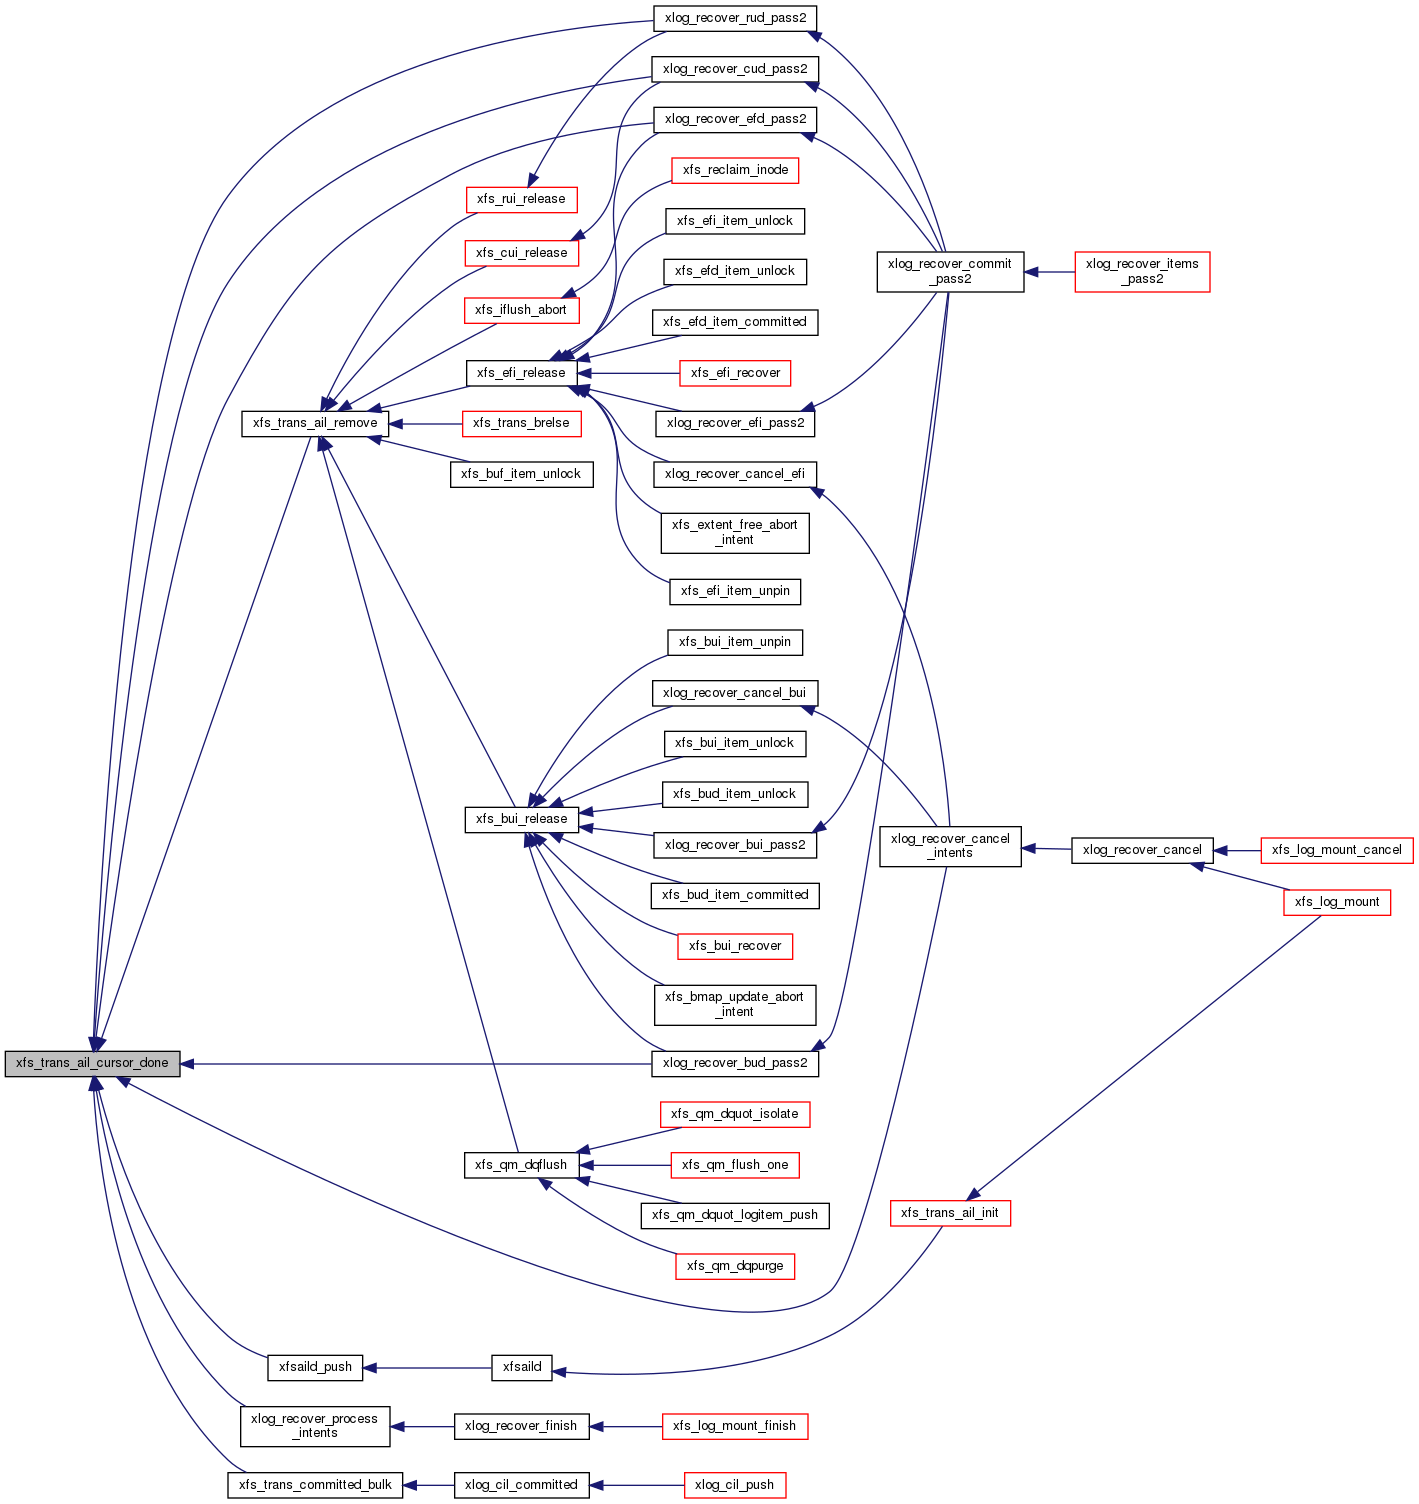 xlog_recover_rud_pass2
xlog_recover_cud_pass2
xlog_recover_efd_pass2
xfs_reclaim_inode
xfs_rui_release
xfs_efi_item_unlock
xfs_cui_release
xfs_efd_item_unlock
xlog_recover_commit
_pass2
xlog_recover_items
_pass2
xfs_iflush_abort
xfs_efd_item_committed
xfs_efi_release
xfs_efi_recover
xfs_trans_ail_remove
xfs_trans_brelse
xlog_recover_efi_pass2
xfs_buf_item_unlock
xlog_recover_cancel_efi
xfs_extent_free_abort
_intent
xfs_efi_item_unpin
xfs_bui_item_unpin
xlog_recover_cancel_bui
xfs_bui_item_unlock
xfs_bud_item_unlock
xfs_bui_release
xlog_recover_bui_pass2
xlog_recover_cancel
_intents
xlog_recover_cancel
xfs_log_mount_cancel
xfs_bud_item_committed
xfs_log_mount
xfs_bui_recover
xfs_bmap_update_abort
_intent
xfs_trans_ail_cursor_done
xlog_recover_bud_pass2
xfs_qm_dquot_isolate
xfs_qm_dqflush
xfs_qm_flush_one
xfs_qm_dquot_logitem_push
xfs_trans_ail_init
xfs_qm_dqpurge
xfsaild_push
xfsaild
xlog_recover_process
_intents
xlog_recover_finish
xfs_log_mount_finish
xfs_trans_committed_bulk
xlog_cil_committed
xlog_cil_push